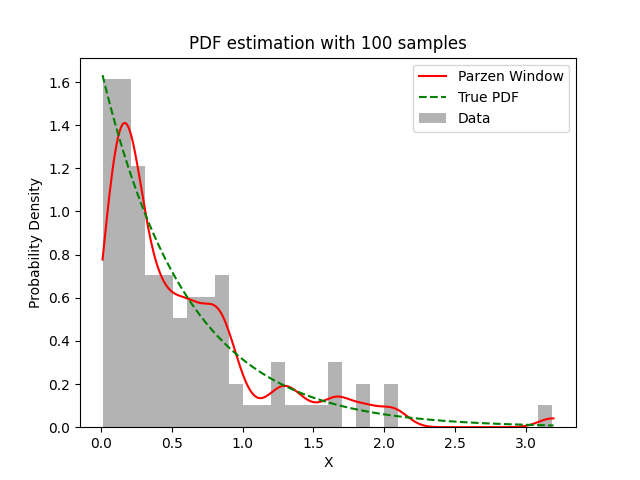 PDF estimation with 100 samples
Probability Density
1.6
1.4
1.2
1.0
0.8
0.6
0.4
0.2
0.0
Parzen Window
True PDF
Data
0.0 0.5 1.0 1.5 2.0 2.5 3.0
X